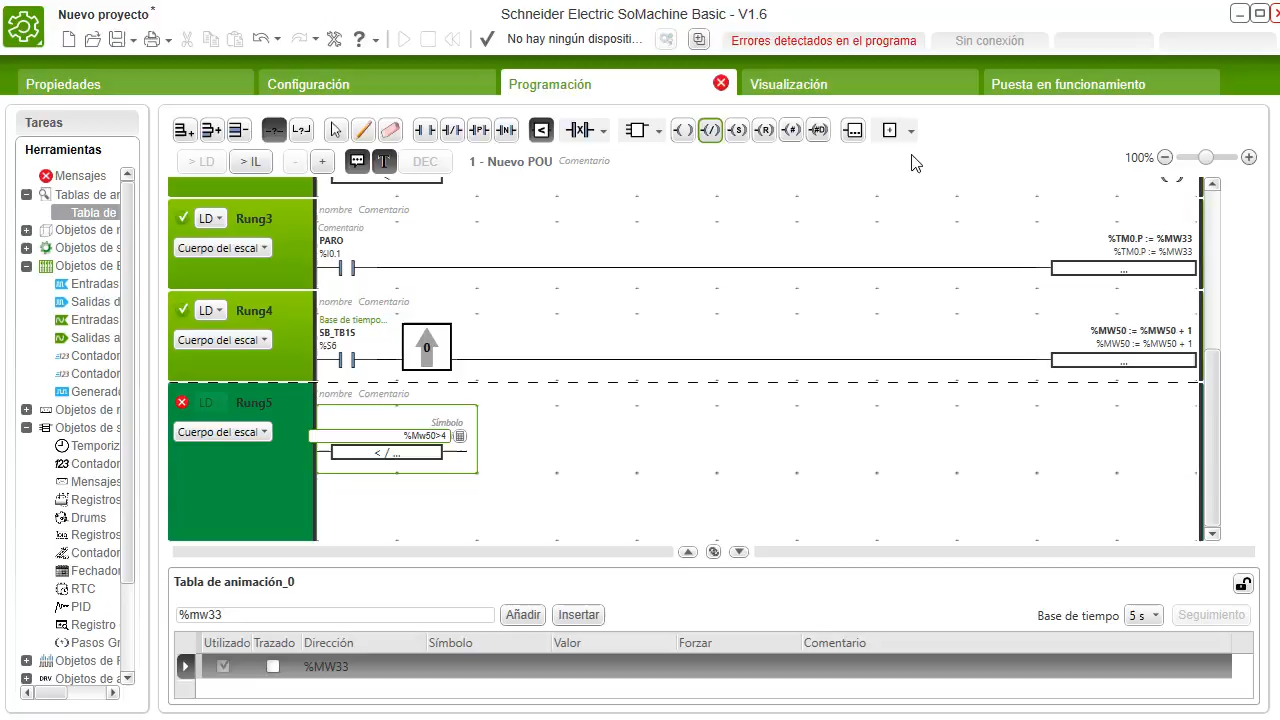 Nuevo proyecto*
Schneider Electric SoMachine Basic - V1.6
No hay ningún dispositi...
Errores detectados en el programa
Sin conexión
Propiedades
Configuración
Programación
Visualización
Puesta en funcionamiento
Tareas
Herramientas
Mensajes
Tablas de an
Tabla de
Objetos de r
Objetos de s
Objetos de E
Entradas
Salidas d
Entradas
Salidas a
Contador
Contador
Generado
Objetos de r
Objetos de s
Temporiz
Contador
Mensajes
Registros
Drums
Registros
Contador
Fechador
RTC
PID
Registro
Pasos Gr
Objetos de F
Objetos de a
> LD
> IL
-
+
T
DEC
1 - Nuevo POU
Comentario
100%
nombre Comentario
LD
Rung3
Cuerpo del escal
Comentario
PARO
%I0.1
%TM0.P := %MW33
%TM0.P := %MW33
...
nombre Comentario
LD
Rung4
Cuerpo del escal
Base de tiempo...
SB_TB1S
%S6
0
%MW50 := %MW50 + 1
%MW50 := %MW50 + 1
...
nombre Comentario
LD
Rung5
Cuerpo del escal
Símbolo
%Mw50>4
< / ...
Tabla de animación_0
%mw33
Añadir
Insertar
Base de tiempo
5 s
Seguimiento
Utilizado
Trazado
Dirección
Símbolo
Valor
Forzar
Comentario
%MW33